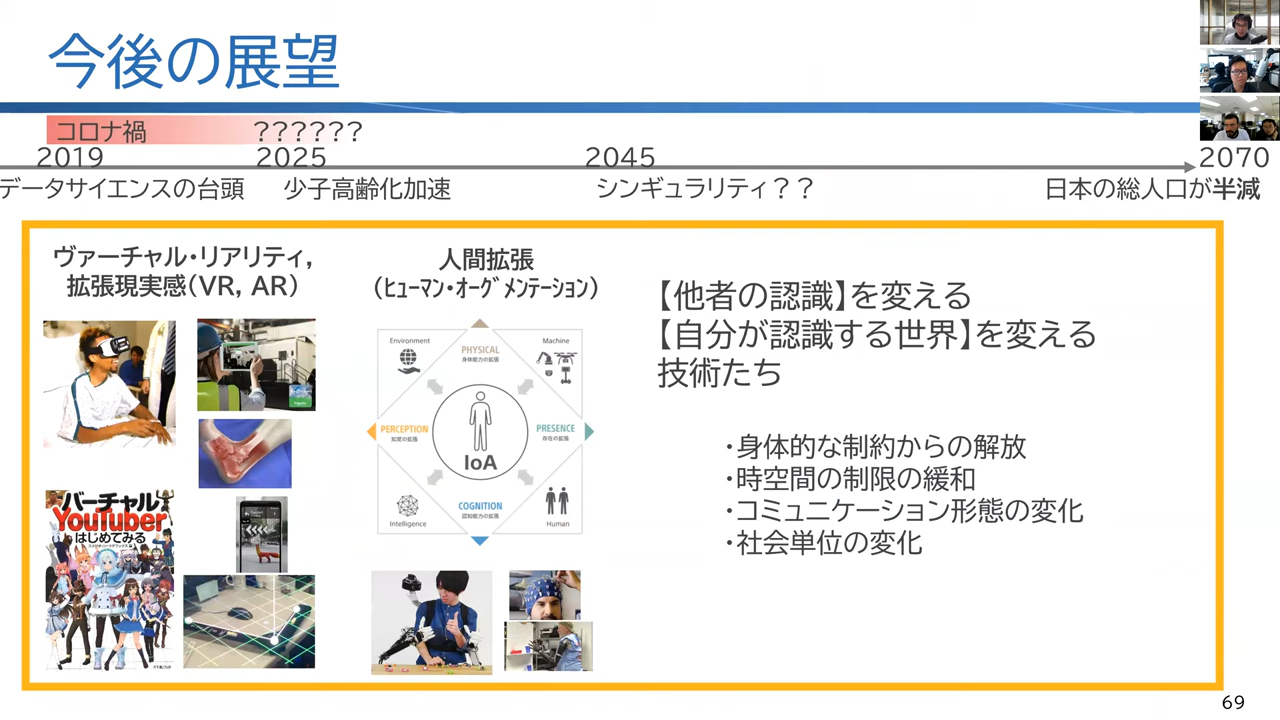 今後の展望
コロナ禍
??????
2019
2025
2045
2070
データサイエンスの台頭
少子高齢化加速
シンギュラリティ??
日本の総人口が半減
ヴァーチャル・リアリティ,
拡張現実感(VR, AR)
人間拡張
(ﾋｭｰﾏﾝ・ｵｰｸﾞﾒﾝﾃｰｼｮﾝ)
【他者の認識】を変える
【自分が認識する世界】を変える
技術たち
・身体的な制約からの解放
・時空間の制限の緩和
・コミュニケーション形態の変化
・社会単位の変化
Environment
PHYSICAL
身体能力の拡張
Machine
PERCEPTION
知覚の拡張
PRESENCE
存在の拡張
IoA
COGNITION
認知能力の拡張
Intelligence
Human
バーチャル
YouTuber
はじめてみる
69